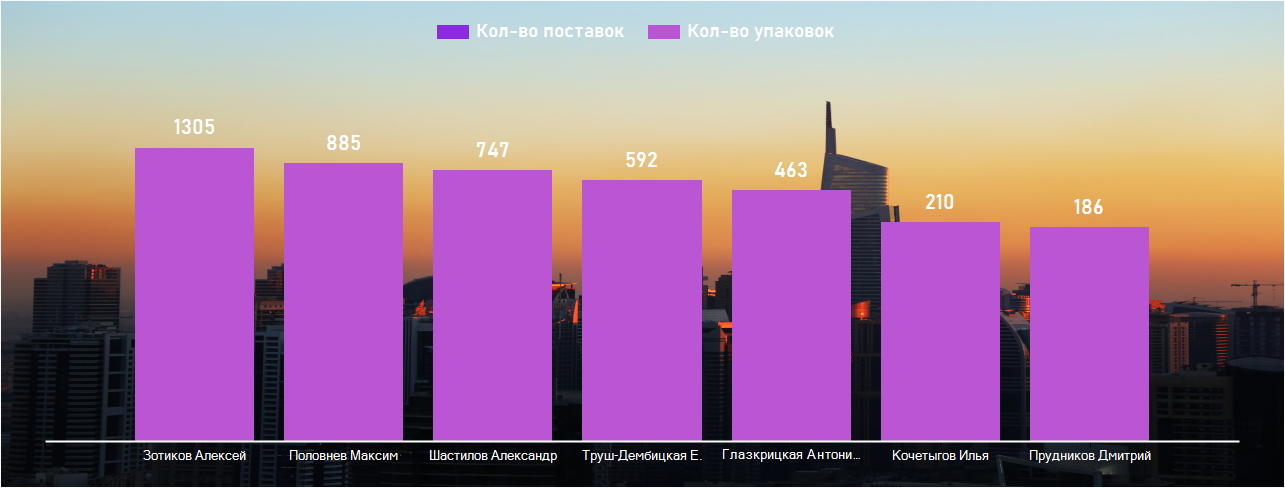 Кол-во поставок Кол-во упаковок
1305 885 747 592 463 210 186
Зотиков Алексей Половнев Максим Шастилов Александр Труш-Дембицкая Е. Глазкрицкая Антони... Кочетыгов Илья Прудников Дмитрий